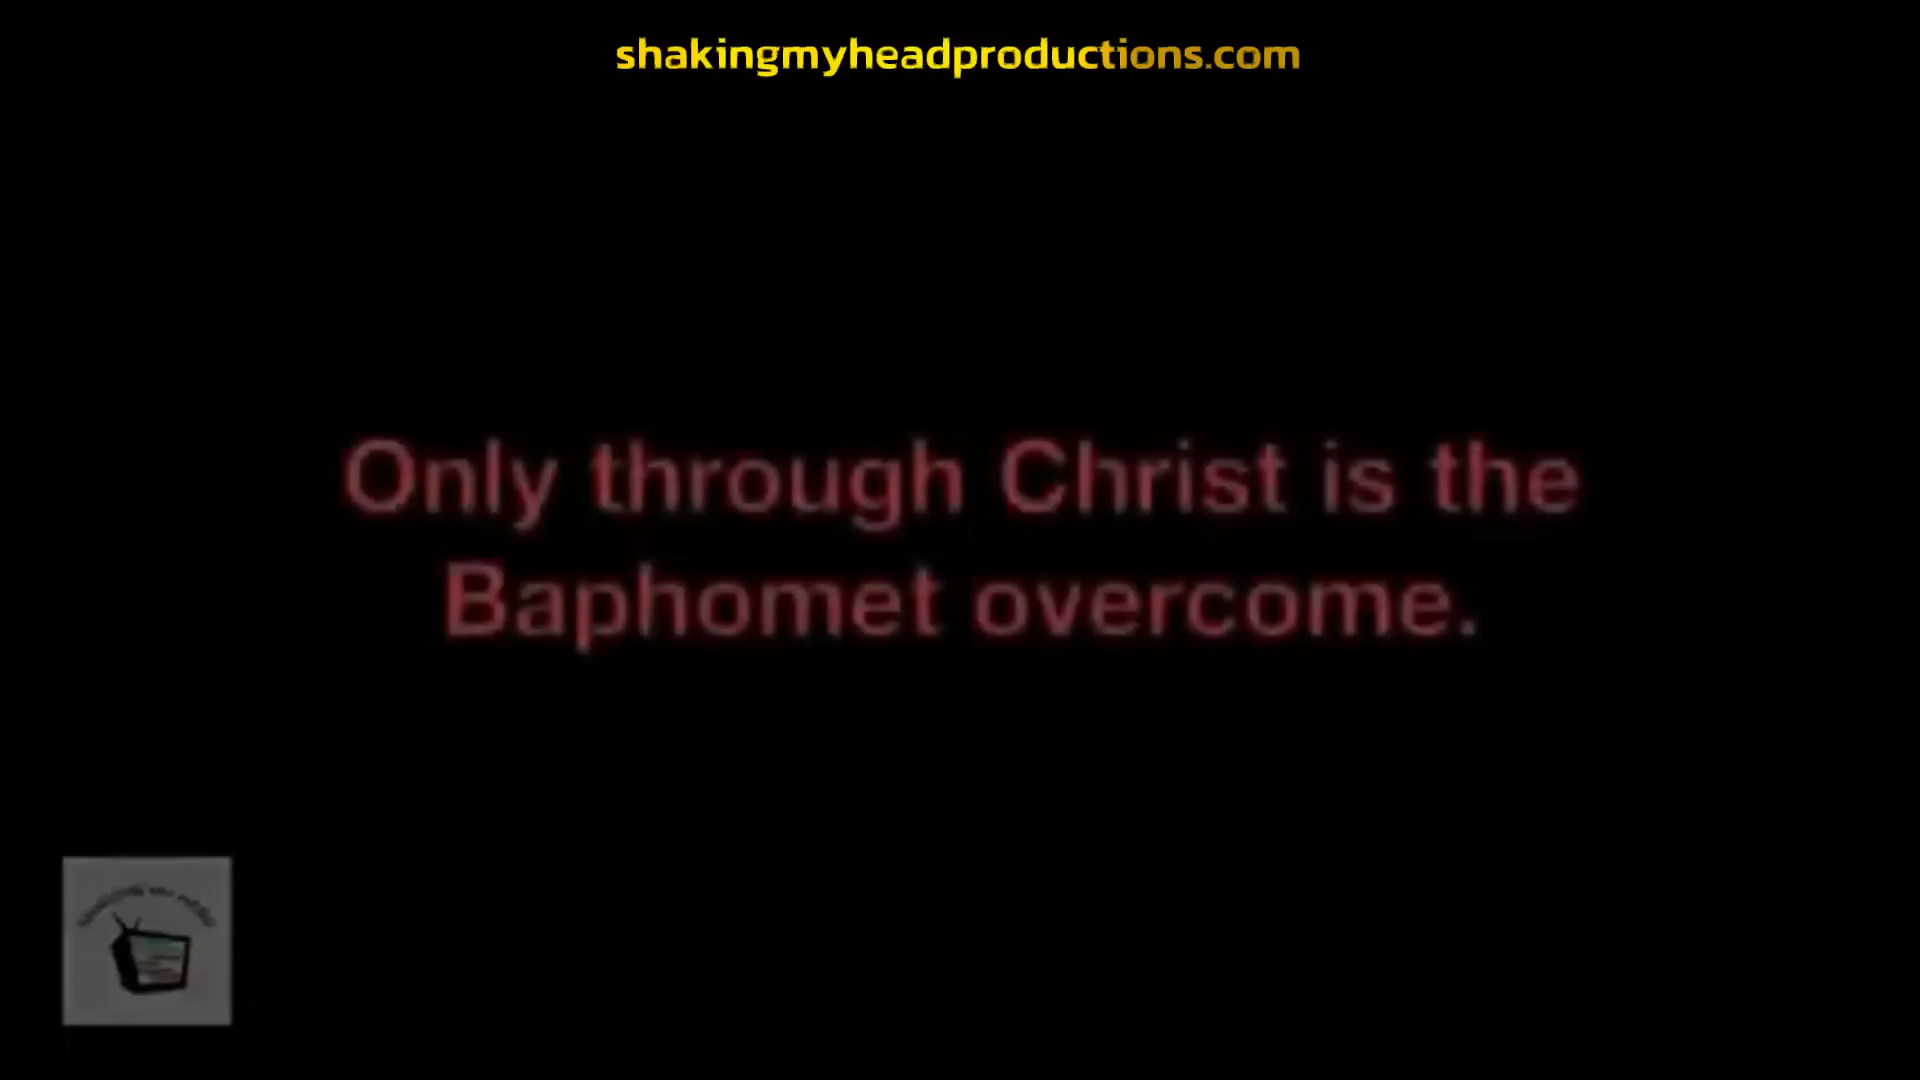 shakingmyheadproductions.com
Only through Christ is the
Baphomet overcome.